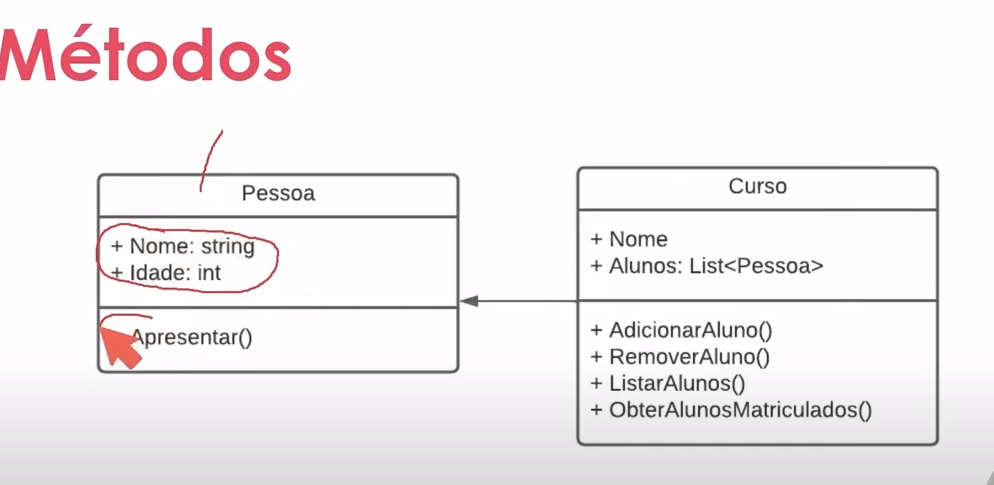 Métodos
Pessoa
+ Nome: string
+ Idade: int
Apresentar()
Curso
+ Nome
+ Alunos: List<Pessoa>
+ AdicionarAluno()
+ RemoverAluno()
+ ListarAlunos()
+ ObterAlunosMatriculados()